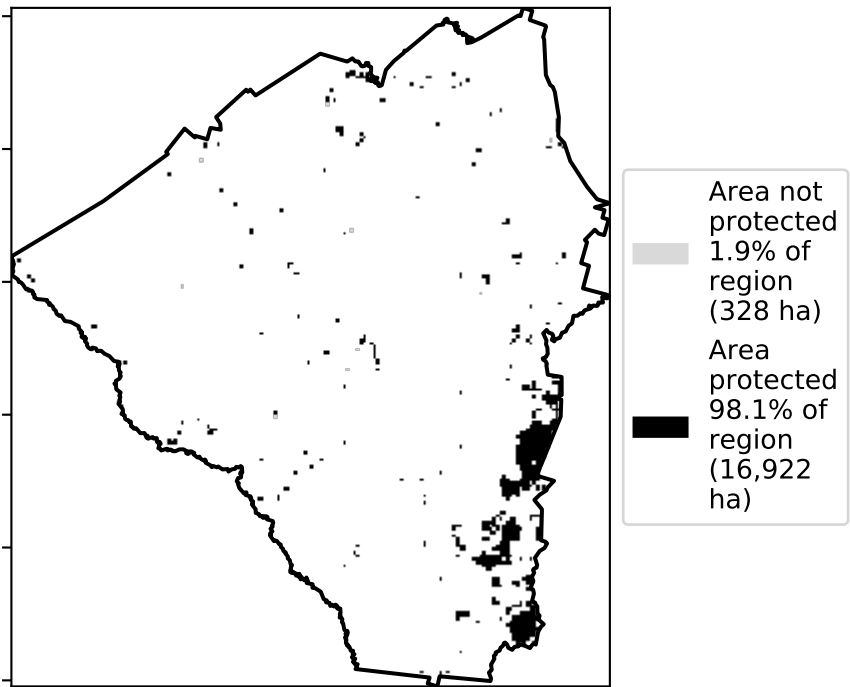 Area not
protected
1.9% of
region
(328 ha)
Area
protected
98.1% of
region
(16,922
ha)